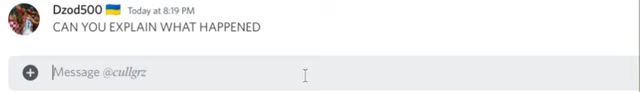 Dzod500 🇺🇦 Today at 8:19 PM
CAN YOU EXPLAIN WHAT HAPPENED
Message @cullgrz